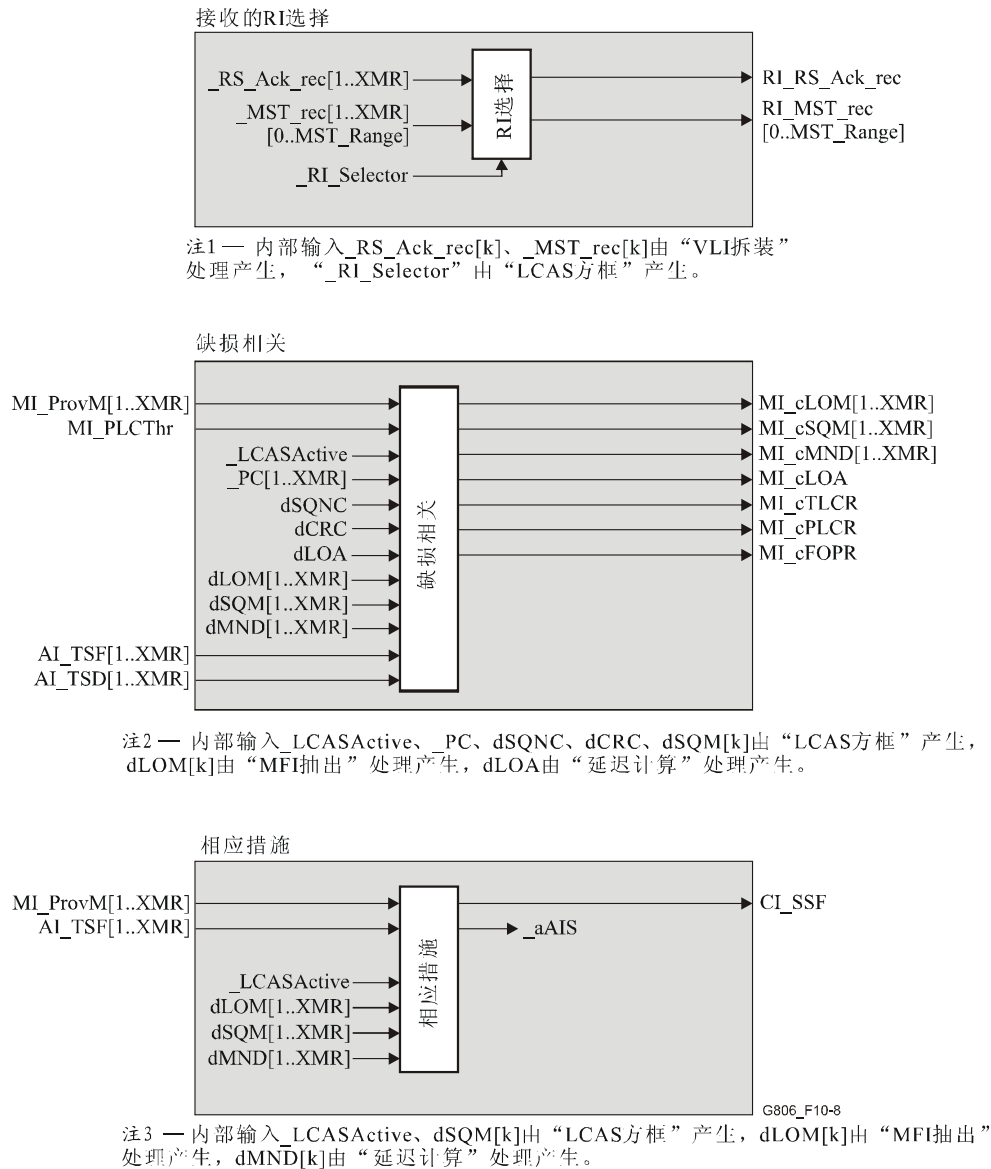 接收的RI选择
_RS_Ack_rec[1..XMR]
_MST_rec[1..XMR]
[0..MST_Range]
_RI_Selector
RI选择
RI_RS_Ack_rec
RI_MST_rec
[0..MST_Range]
注1 — 内部输入_RS_Ack_rec[k]、_MST_rec[k]由“VLI拆装”
处理产生，“_RI_Selector”由“LCAS方框”产生。
缺损相关
MI_ProvM[1..XMR]
MI_PLCThr
_LCASActive
_PC[1..XMR]
dSQNC
dCRC
dLOA
dLOM[1..XMR]
dSQM[1..XMR]
dMND[1..XMR]
AI_TSF[1..XMR]
AI_TSD[1..XMR]
缺损相关
MI_cLOM[1..XMR]
MI_cSQM[1..XMR]
MI_cMND[1..XMR]
MI_cLOA
MI_cTLCR
MI_cPLCR
MI_cFOPR
注2 — 内部输入_LCASActive、_PC、dSQNC、dCRC、dSQM[k]由“LCAS方框”产生，
dLOM[k]由“MFI抽出”处理产生，dLOA由“延迟计算”处理产生。
相应措施
MI_ProvM[1..XMR]
AI_TSF[1..XMR]
_LCASActive
dLOM[1..XMR]
dSQM[1..XMR]
dMND[1..XMR]
相应措施
CI_SSF
_aAIS
G806_F10-8
注3 — 内部输入_LCASActive、dSQM[k]由“LCAS方框”产生，dLOM[k]由“MFI抽出”
处理产生，dMND[k]由“延迟计算”处理产生。